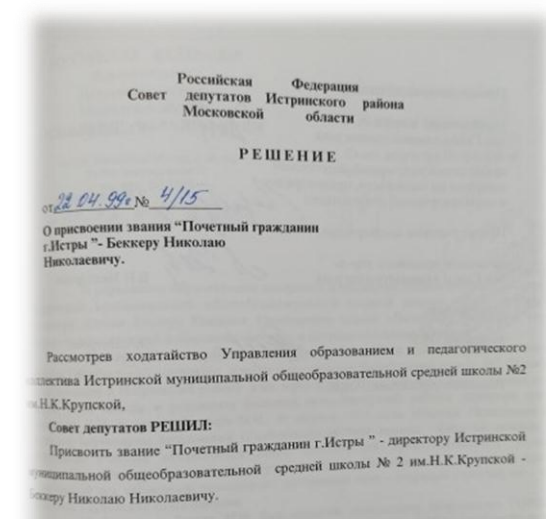 Российская Федерация
Совет депутатов Истринского района
Московской области
РЕШЕНИЕ
от 22.04.99г № 4/15
О присвоении звания “Почетный гражданин
г.Истры ”- Беккеру Николаю
Николаевичу.
Рассмотрев ходатайство Управления образованием и педагогического
коллектива Истринской муниципальной общеобразовательной средней школы №2
им.Н.К.Крупской,
Совет депутатов РЕШИЛ:
Присвоить звание “Почетный гражданин г.Истры ” - директору Истринской
муниципальной общеобразовательной средней школы № 2 им.Н.К.Крупской -
Беккеру Николаю Николаевичу.